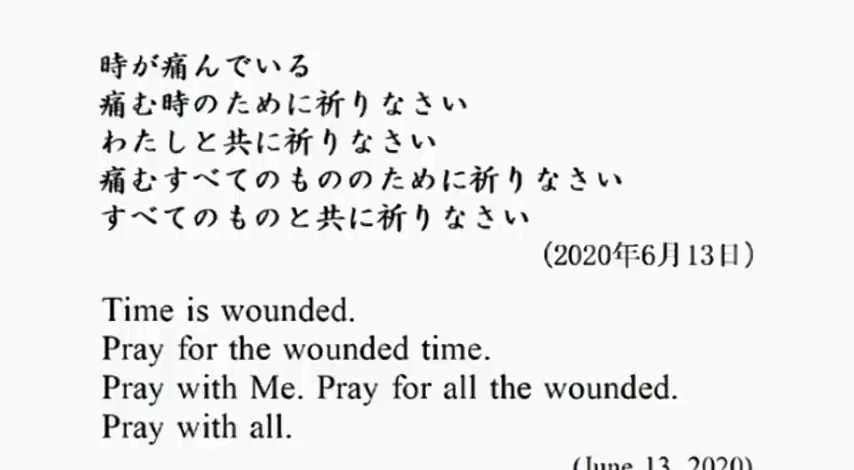 時が痛んでいる
痛む時のために祈りなさい
わたしと共に祈りなさい
痛むすべてのもののために祈りなさい
すべてのものと共に祈りなさい
(2020年6月13日)
Time is wounded.
Pray for the wounded time.
Pray with Me. Pray for all the wounded.
Pray with all.
(June 13, 2020)